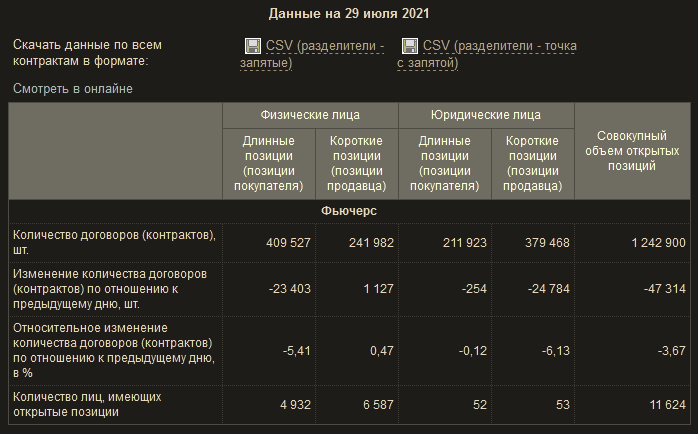 Данные на 29 июля 2021
Скачать данные по всем контрактам в формате:
CSV (разделители - запятые)
CSV (разделители - точка с запятой)
Смотреть в онлайне
Физические лица Юридические лица Совокупный объем открытых позиций
Длинные позиции (позиции покупателя) Короткие позиции (позиции продавца) Длинные позиции (позиции покупателя) Короткие позиции (позиции продавца)
Фьючерс
Количество договоров (контрактов), шт. 409 527 241 982 211 923 379 468 1 242 900
Изменение количества договоров (контрактов) по отношению к предыдущему дню, шт. -23 403 1 127 -254 -24 784 -47 314
Относительное изменение количества договоров (контрактов) по отношению к предыдущему дню, в % -5,41 0,47 -0,12 -6,13 -3,67
Количество лиц, имеющих открытые позиции 4 932 6 587 52 53 11 624